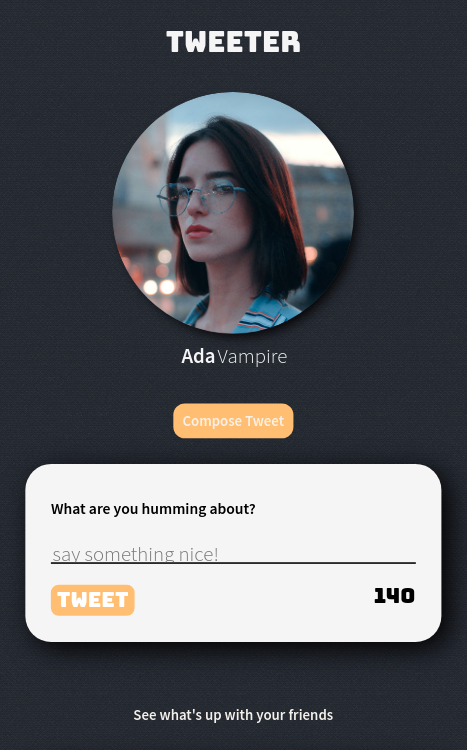 TWEETER
Ada Vampire
Compose Tweet
What are you humming about?
say something nice!
TWEET 140
See what's up with your friends